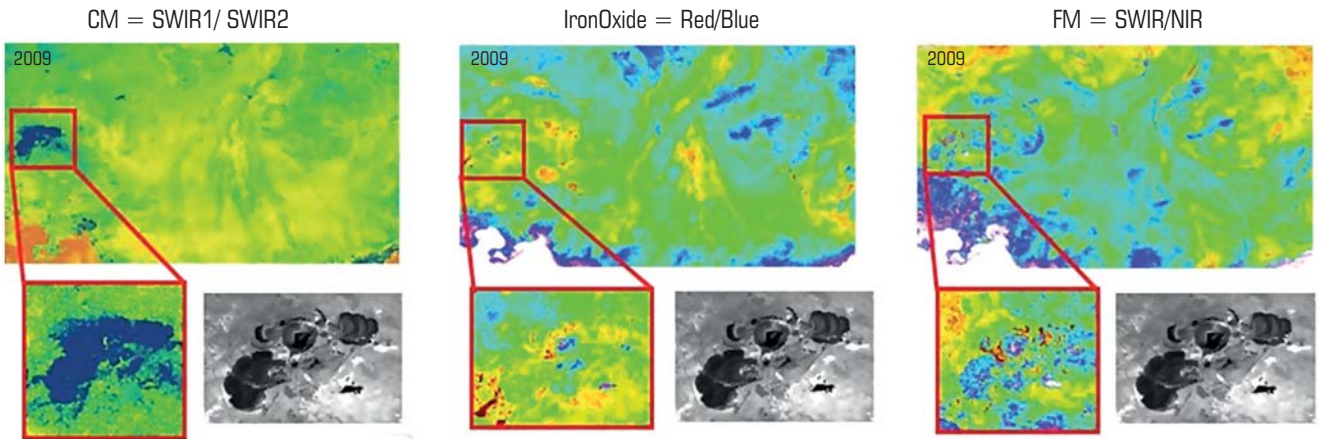 CM = SWIR1/ SWIR2
IronOxide = Red/Blue
FM = SWIR/NIR
2009
2009
2009